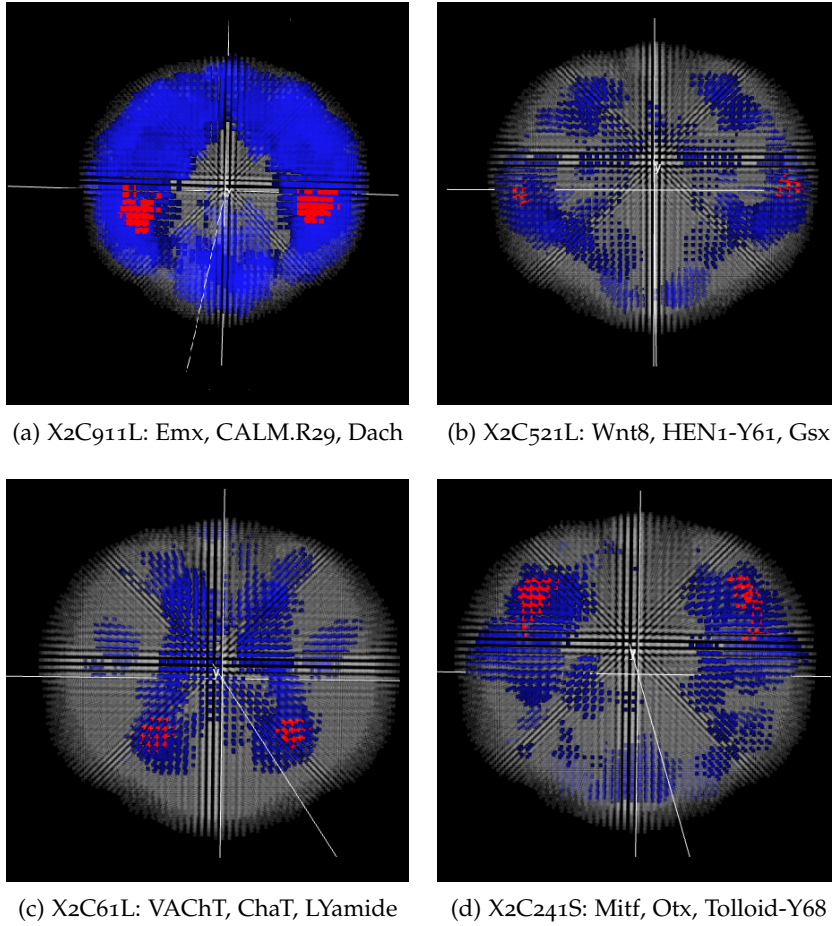 y
y
(a) X2C911L: Emx, CALM.R29, Dach
(b) X2C521L: Wnt8, HEN1-Y61, Gsx
y
y
(c) X2C61L: VAChT, ChaT, LYamide
(d) X2C241S: Mitf, Otx, Tolloid-Y68